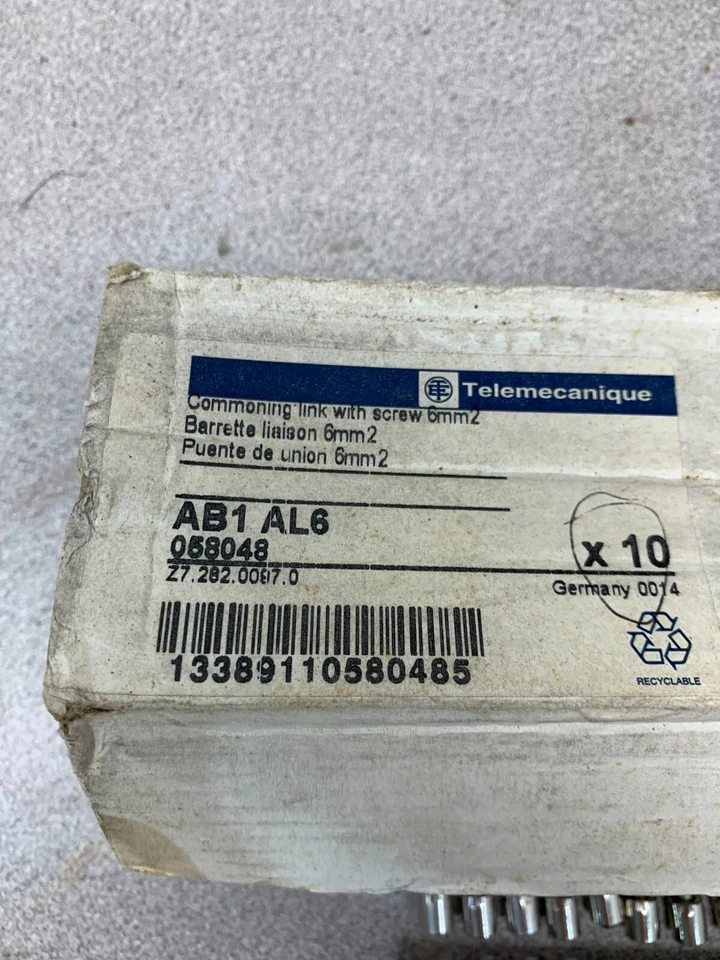 Telemecanique
Commoning link with screw 6mm2
Barrette liaison 6mm2
Puente de union 6mm2
AB1 AL6
058048
x 10
Z7.282.0097.0
Germany 0014
13389110580485
RECYCLABLE